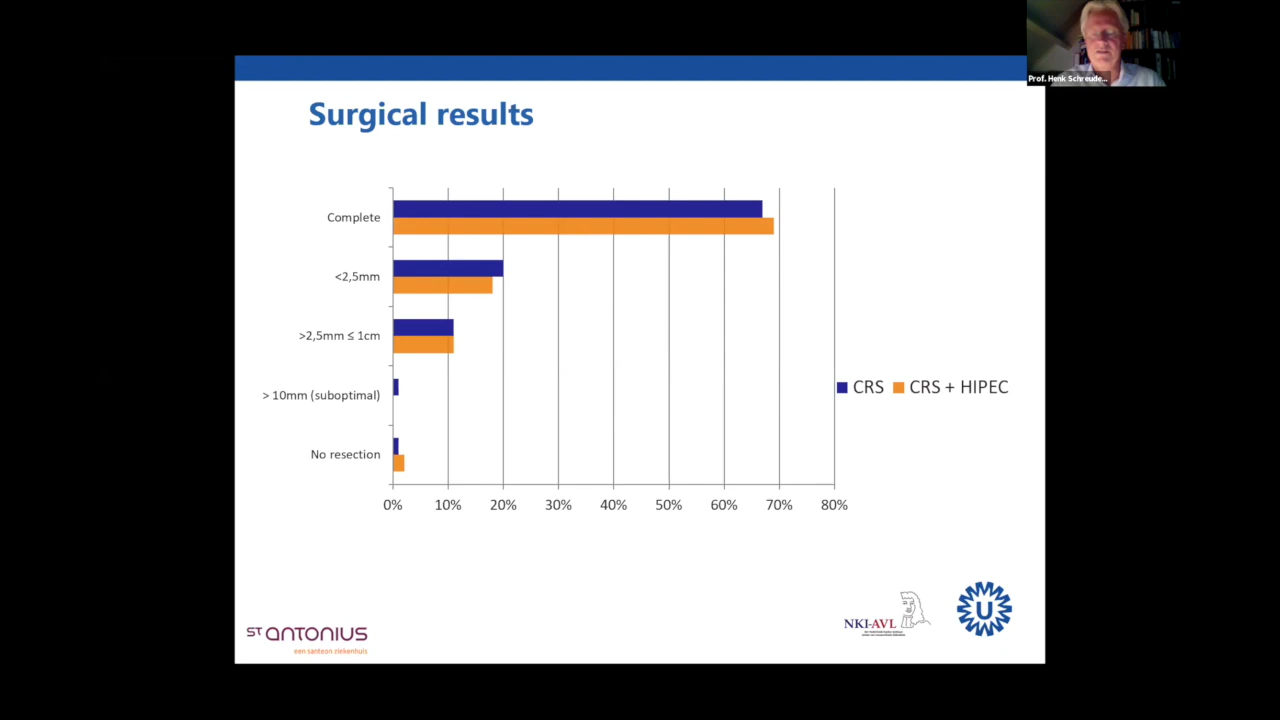 Prof. Henk Schreude...
Surgical results
Complete
<2,5mm
>2,5mm ≤ 1cm
> 10mm (suboptimal)
No resection
CRS CRS + HIPEC
0% 10% 20% 30% 40% 50% 60% 70% 80%
ST ANTONIUS
een santeon ziekenhuis
NKI-AVL
U